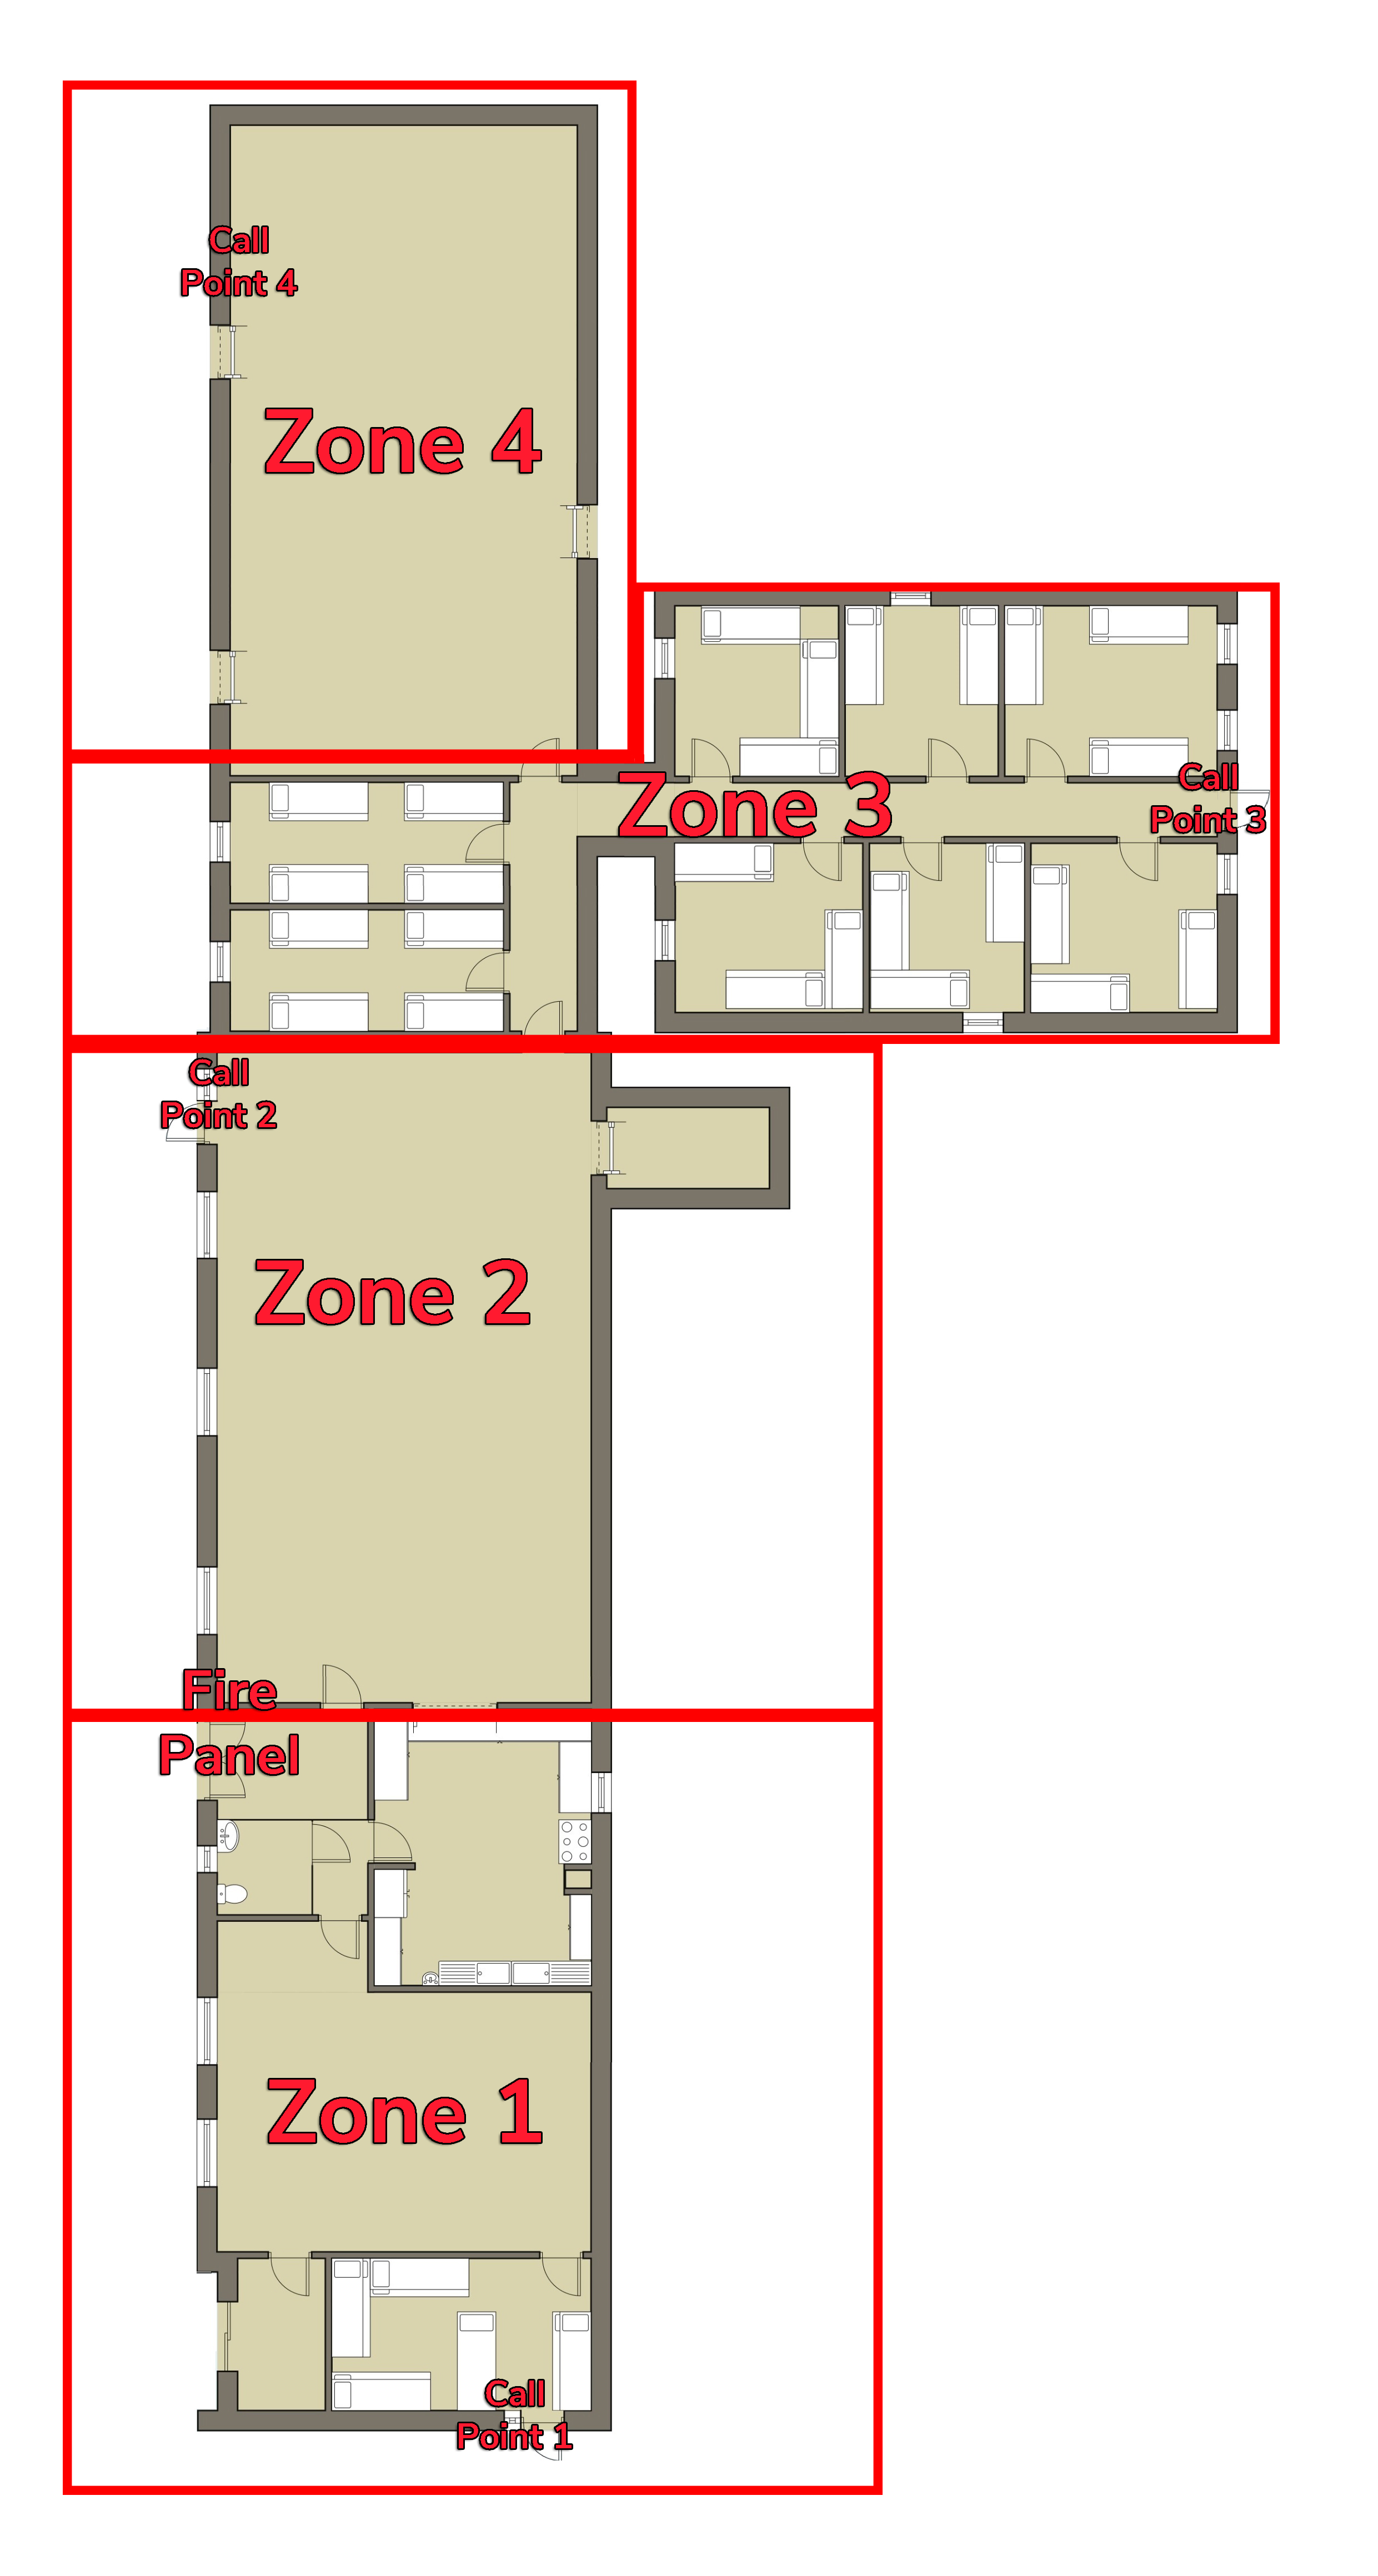 Call
Point 4
Zone 4
Zone 3
Call
Point 3
Call
Point 2
Zone 2
Fire
Panel
Zone 1
Call
Point 1